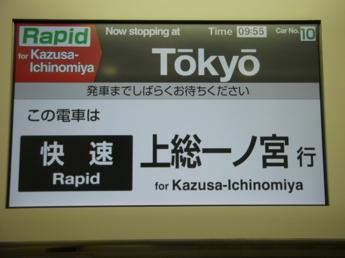 Rapid
for Kazusa-
Ichinomiya
Now stopping at
Time 09:55
Car No. 10
Tōkyō
発車までしばらくお待ちください
この電車は
快速
Rapid
上総一ノ宮 行
for Kazusa-Ichinomiya